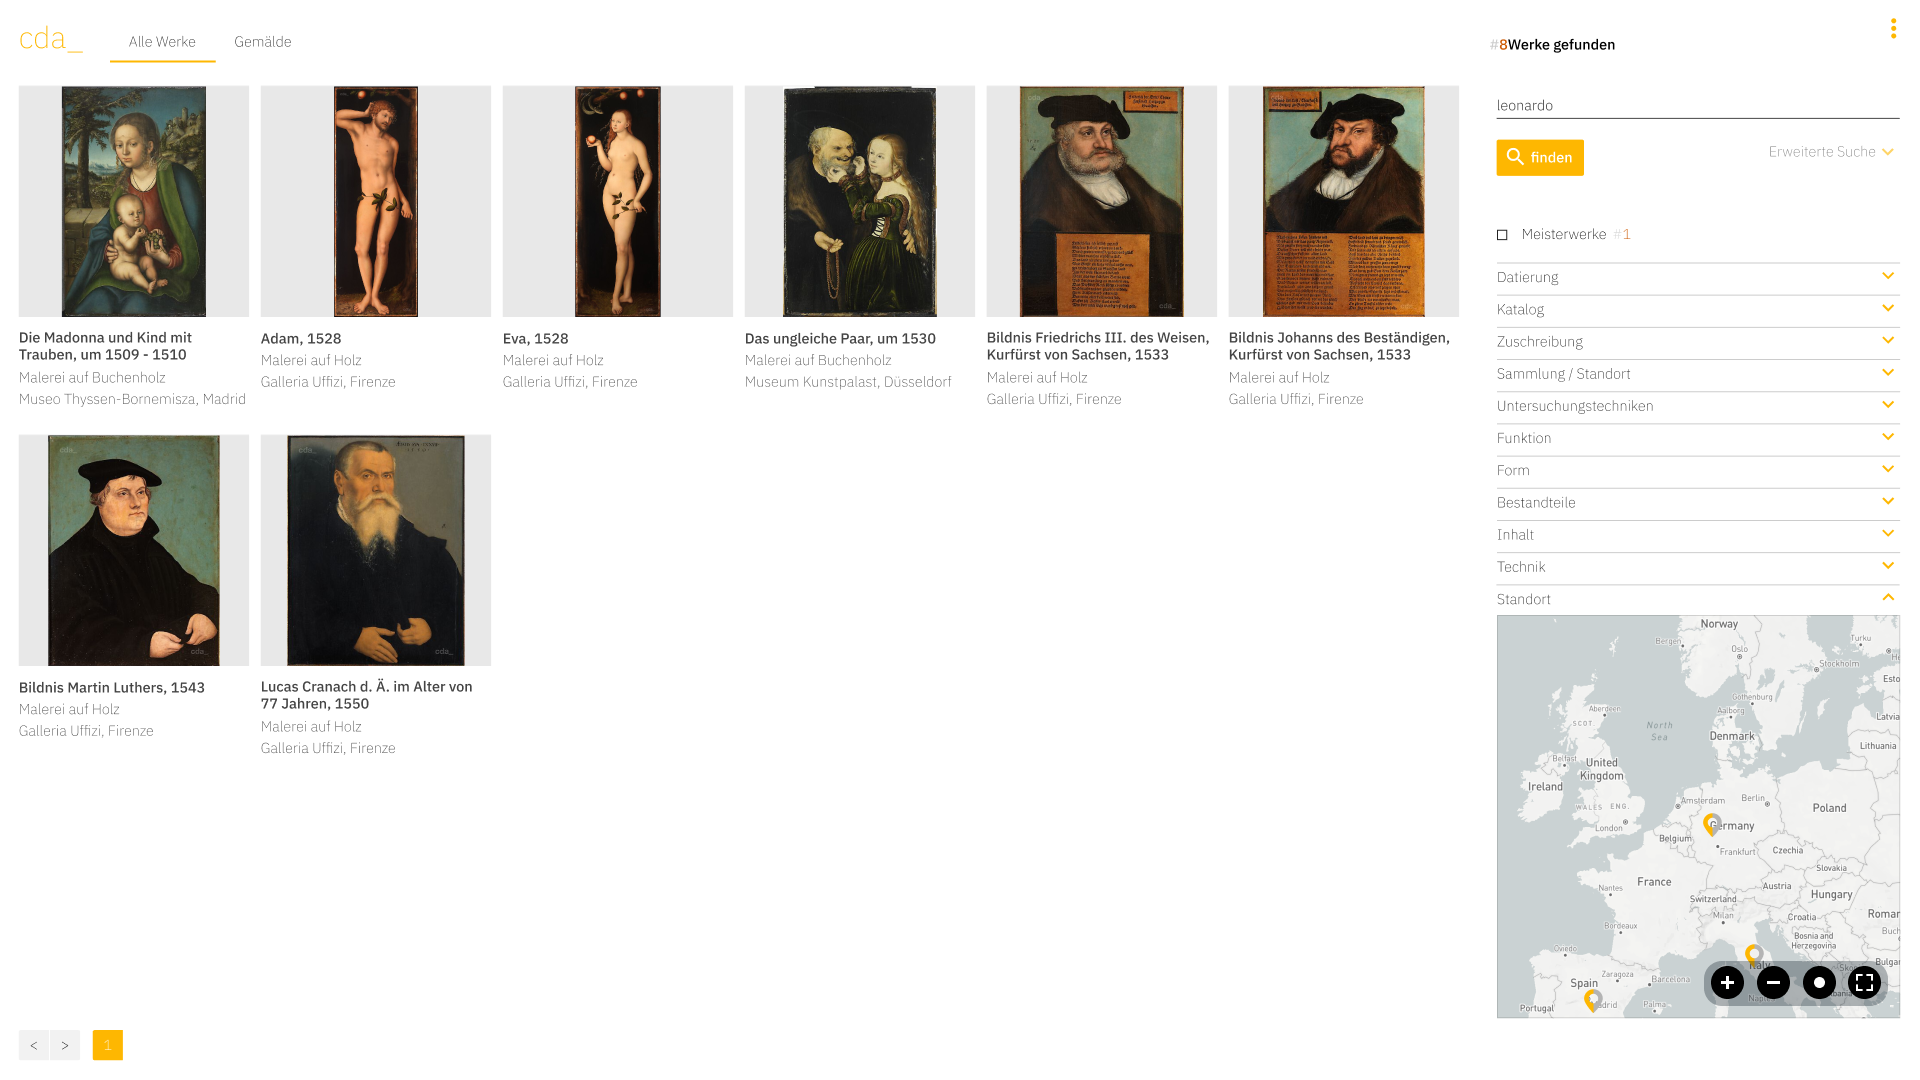 cda_
Alle Werke
Gemälde
#8Werke gefunden
leonardo
finden
Erweiterte Suche
Meisterwerke #1
Datierung
Katalog
Zuschreibung
Sammlung / Standort
Untersuchungstechniken
Funktion
Form
Bestandteile
Inhalt
Technik
Standort
Die Madonna und Kind mit
Trauben, um 1509 - 1510
Malerei auf Buchenholz
Museo Thyssen-Bornemisza, Madrid
Adam, 1528
Malerei auf Holz
Galleria Uffizi, Firenze
Eva, 1528
Malerei auf Holz
Galleria Uffizi, Firenze
Das ungleiche Paar, um 1530
Malerei auf Buchenholz
Museum Kunstpalast, Düsseldorf
Bildnis Friedrichs III. des Weisen,
Kurfürst von Sachsen, 1533
Malerei auf Holz
Galleria Uffizi, Firenze
Bildnis Johanns des Beständigen,
Kurfürst von Sachsen, 1533
Malerei auf Holz
Galleria Uffizi, Firenze
Bildnis Martin Luthers, 1543
Malerei auf Holz
Galleria Uffizi, Firenze
Lucas Cranach d. Ä. im Alter von
77 Jahren, 1550
Malerei auf Holz
Galleria Uffizi, Firenze
Norway
Bergen
Oslo
Turku
Stockholm
Esto
Gothenburg
Aalborg
Latvia
Aberdeen
SCOT.
North
Sea
Denmark
Lithuania
Belfast
United
Kingdom
Ireland
WALES ENG.
Amsterdam
Berlin
Poland
London
Germany
Belgium
Frankfurt
Czechia
Slovakia
France
Nantes
Austria
Hungary
Switzerland
Milan
Croatia
Romar
Bordeaux
Bosnia and
Herzegovina
Buch
Oviedo
Italy
Bulgar
Zaragoza
Barcelona
Spain
Madrid
Palma
Portugal
< > 1